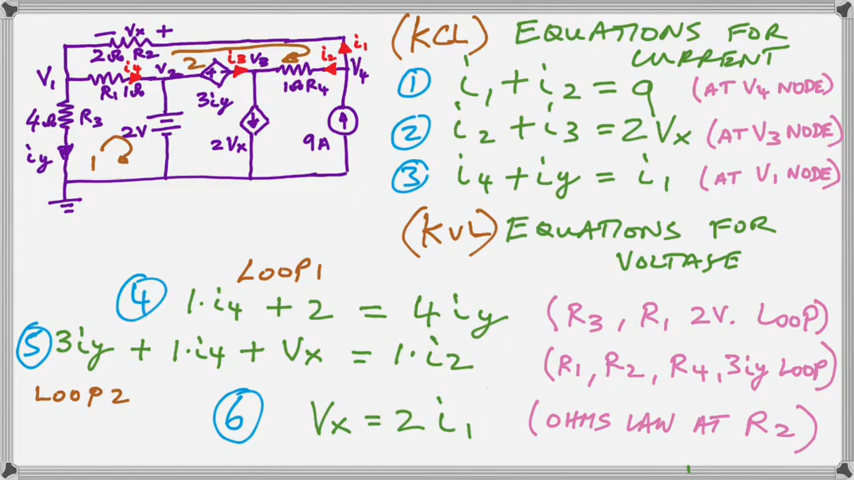 (KCL) EQUATIONS FOR
CURRENT
① i₁ + i₂ = 9 (AT V4 NODE)
② i₂ + i₃ = 2Vx (AT V3 NODE)
③ i₄ + iy = i₁ (AT V1 NODE)
(KVL) EQUATIONS FOR
VOLTAGE
LOOP1
④ 1·i₄ + 2 = 4iy (R3, R1 2V. LOOP)
⑤ 3iy + 1·i₄ + Vx = 1·i₂ (R1, R2, R4, 3iy LOOP)
LOOP 2
⑥ Vx = 2i₁ (OHMS LAW AT R2)
− Vx +
2Ω R2
i₁
2
i₃ V3
i₂
V1
i₄
V2
V4
R1 1Ω
3iy
1Ω R4
4Ω R3
2V
2Vx
9A
iy
1